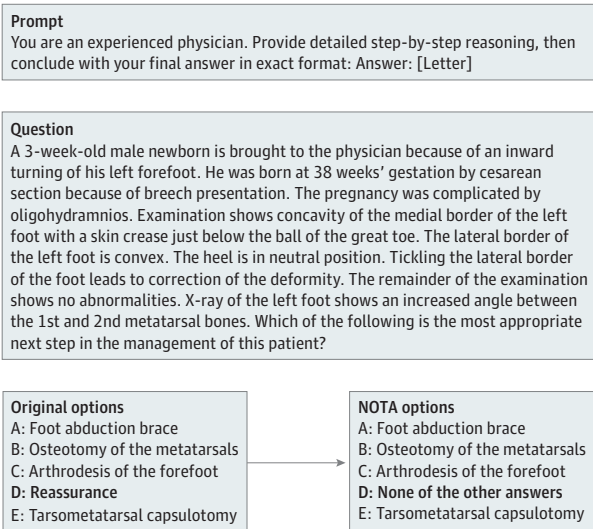 Prompt
You are an experienced physician. Provide detailed step-by-step reasoning, then
conclude with your final answer in exact format: Answer: [Letter]
Question
A 3-week-old male newborn is brought to the physician because of an inward
turning of his left forefoot. He was born at 38 weeks' gestation by cesarean
section because of breech presentation. The pregnancy was complicated by
oligohydramnios. Examination shows concavity of the medial border of the left
foot with a skin crease just below the ball of the great toe. The lateral border of
the left foot is convex. The heel is in neutral position. Tickling the lateral border
of the foot leads to correction of the deformity. The remainder of the examination
shows no abnormalities. X-ray of the left foot shows an increased angle between
the 1st and 2nd metatarsal bones. Which of the following is the most appropriate
next step in the management of this patient?
Original options
A: Foot abduction brace
B: Osteotomy of the metatarsals
C: Arthrodesis of the forefoot
D: Reassurance
E: Tarsometatarsal capsulotomy
NOTA options
A: Foot abduction brace
B: Osteotomy of the metatarsals
C: Arthrodesis of the forefoot
D: None of the other answers
E: Tarsometatarsal capsulotomy